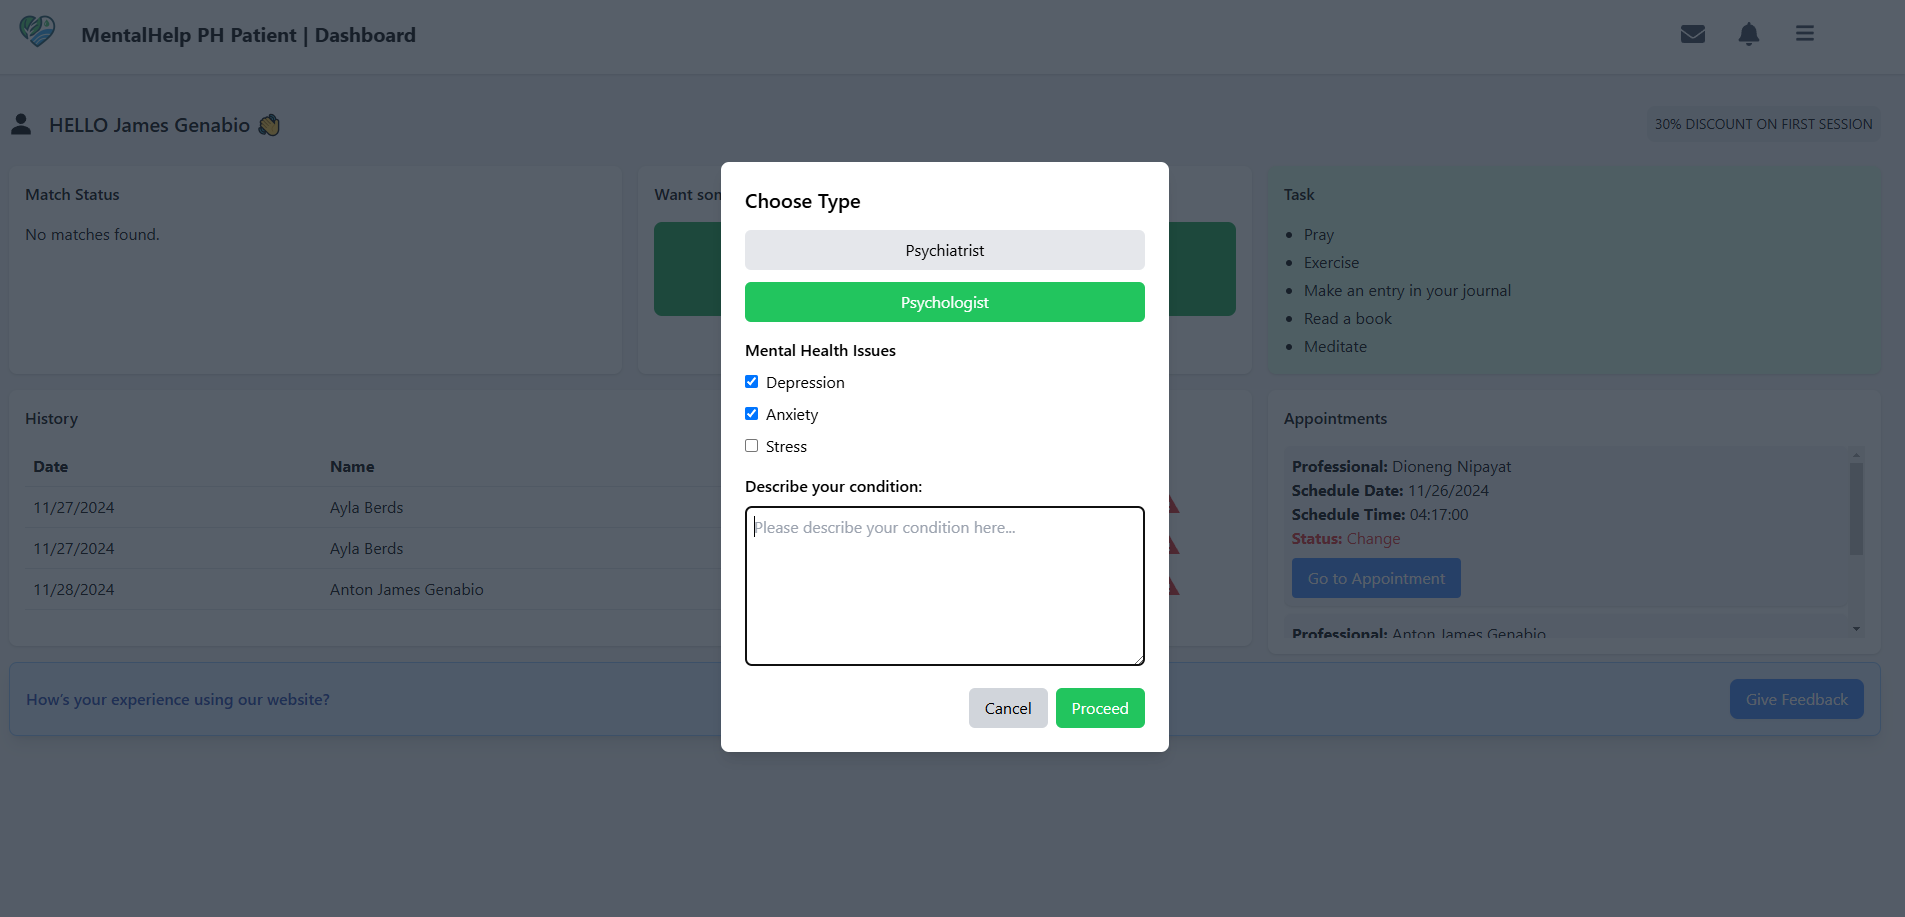 MentalHelp PH Patient | Dashboard
HELLO James Genabio
30% DISCOUNT ON FIRST SESSION
Match Status
No matches found.
Want
Task
Pray
Exercise
Make an entry in your journal
Read a book
Meditate
Choose Type
Psychiatrist
Psychologist
Mental Health Issues
Depression
Anxiety
Stress
Describe your condition:
Please describe your condition here...
Cancel
Proceed
History
Date Name
11/27/2024 Ayla Berds
11/27/2024 Ayla Berds
11/28/2024 Anton James Genabio
Appointments
Professional: Dioneng Nipayat
Schedule Date: 11/26/2024
Schedule Time: 04:17:00
Status: Change
Go to Appointment
Professional: Anton James Genabio
How's your experience using our website?
Give Feedback